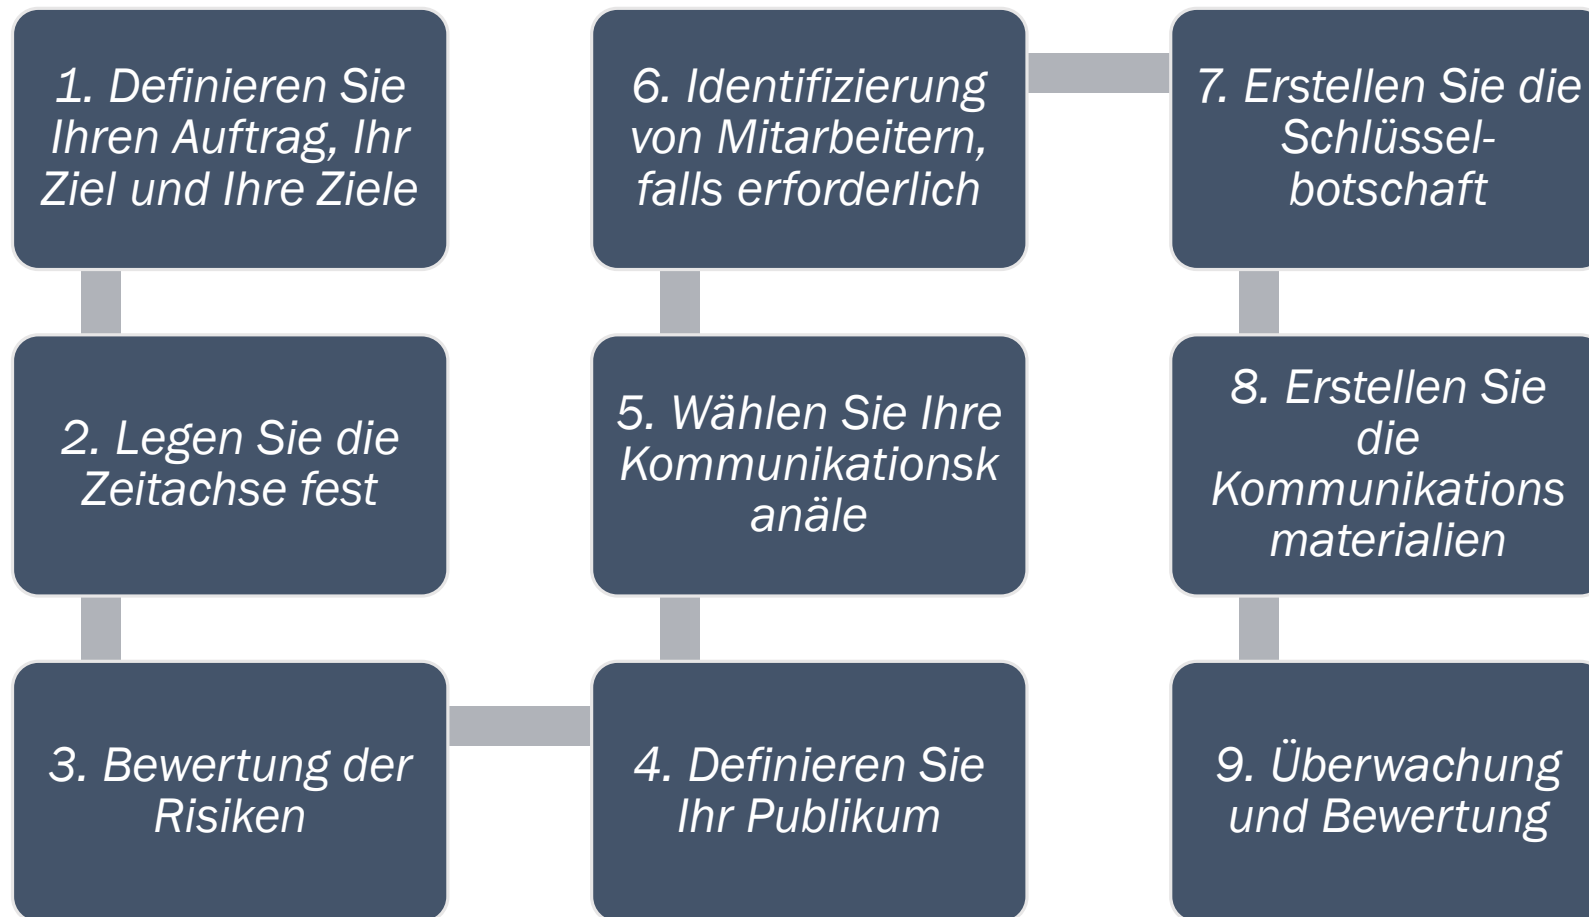 1. Definieren Sie
Ihren Auftrag, Ihr
Ziel und Ihre Ziele
2. Legen Sie die
Zeitachse fest
3. Bewertung der
Risiken
4. Definieren Sie
Ihr Publikum
5. Wählen Sie Ihre
Kommunikationsk
anäle
6. Identifizierung
von Mitarbeitern,
falls erforderlich
7. Erstellen Sie die
Schlüssel-
botschaft
8. Erstellen Sie
die
Kommunikations
materialien
9. Überwachung
und Bewertung